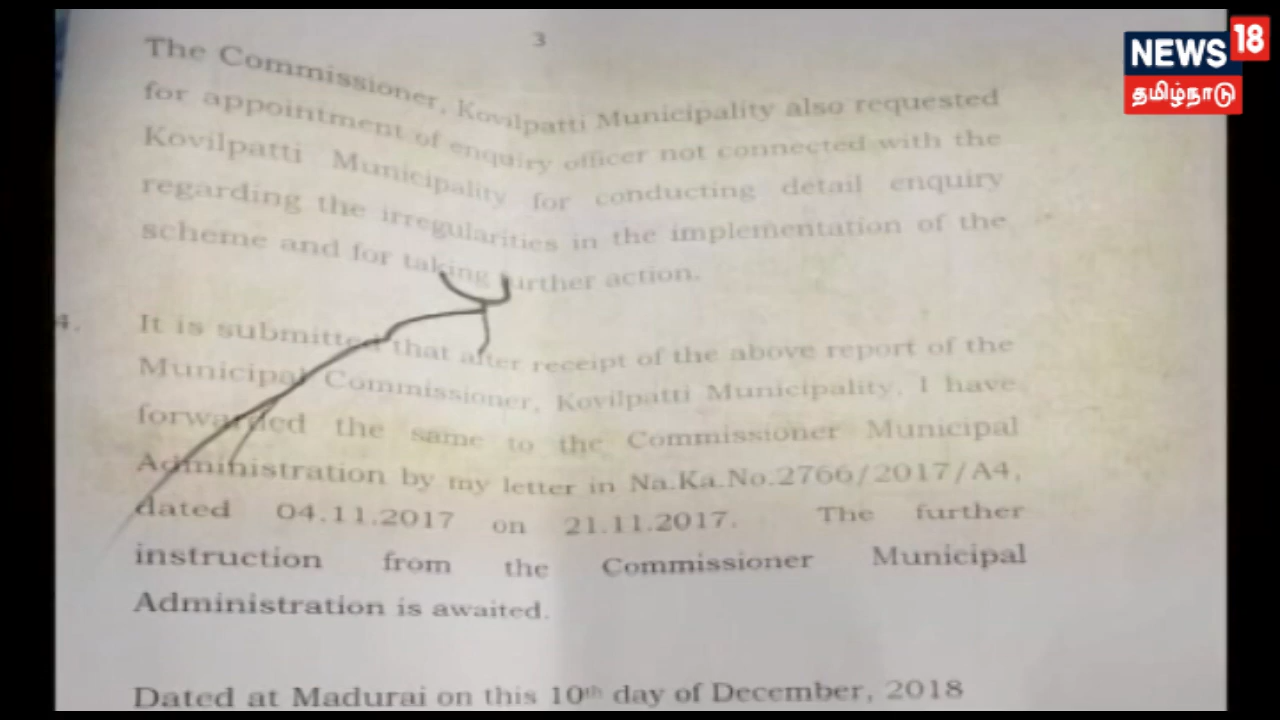 3
NEWS 18
தமிழ்நாடு
The Commissioner, Kovilpatti Municipality also requested
for appointment of enquiry officer not connected with the
Kovilpatti Municipality for conducting detail enquiry
regarding the irregularities in the implementation of the
scheme and for taking further action.
4. It is submitted that after receipt of the above report of the
Municipal Commissioner, Kovilpatti Municipality, I have
forwarded the same to the Commissioner Municipal
Administration by my letter in Na.Ka.No.2766/2017/A4,
dated 04.11.2017 on 21.11.2017. The further
instruction from the Commissioner Municipal
Administration is awaited.
Dated at Madurai on this 10th day of December, 2018